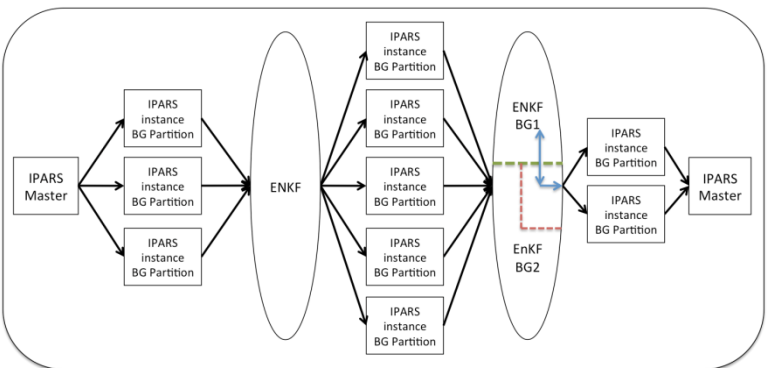 IPARS
Master
IPARS
instance
BG Partition
IPARS
instance
BG Partition
IPARS
instance
BG Partition
ENKF
IPARS
instance
BG Partition
IPARS
instance
BG Partition
IPARS
instance
BG Partition
IPARS
instance
BG Partition
IPARS
instance
BG Partition
ENKF
BG1
EnKF
BG2
IPARS
instance
BG Partition
IPARS
instance
BG Partition
IPARS
Master